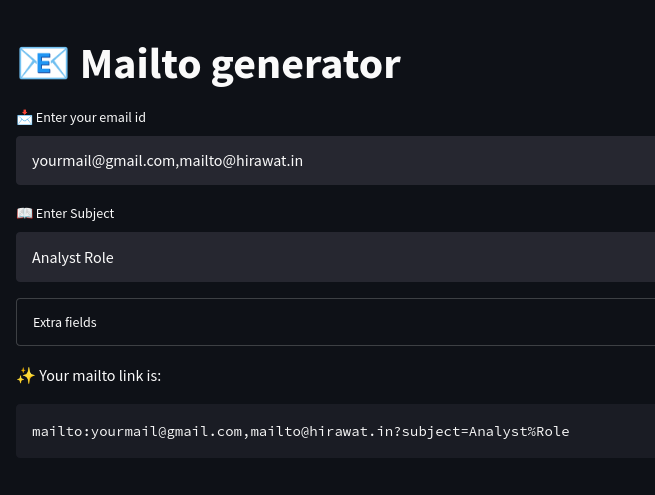 📧 Mailto generator
📩 Enter your email id
yourmail@gmail.com,mailto@hirawat.in
📖 Enter Subject
Analyst Role
Extra fields
✨ Your mailto link is:
mailto:yourmail@gmail.com,mailto@hirawat.in?subject=Analyst%Role